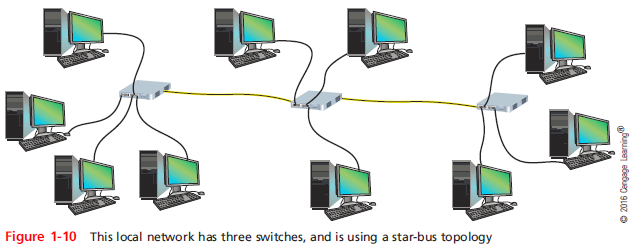 Figure 1-10 This local network has three switches, and is using a star-bus topology
© 2016 Cengage Learning®